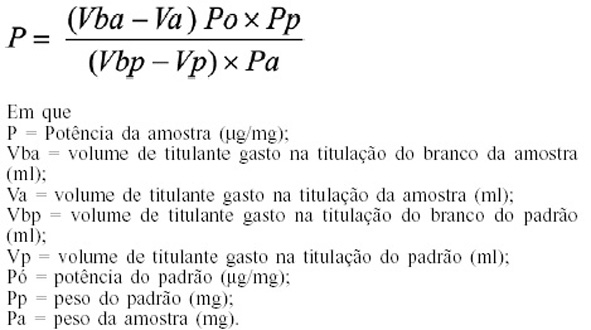 P = (Vba – Va) Po × Pp / (Vbp – Vp) × Pa
Em que
P = Potência da amostra (μg/mg);
Vba = volume de titulante gasto na titulação do branco da amostra
(ml);
Va = volume de titulante gasto na titulação da amostra (ml);
Vbp = volume de titulante gasto na titulação do branco do padrão
(ml);
Vp = volume de titulante gasto na titulação do padrão (ml);
Pó = potência do padrão (μg/mg);
Pp = peso do padrão (mg);
Pa = peso da amostra (mg).